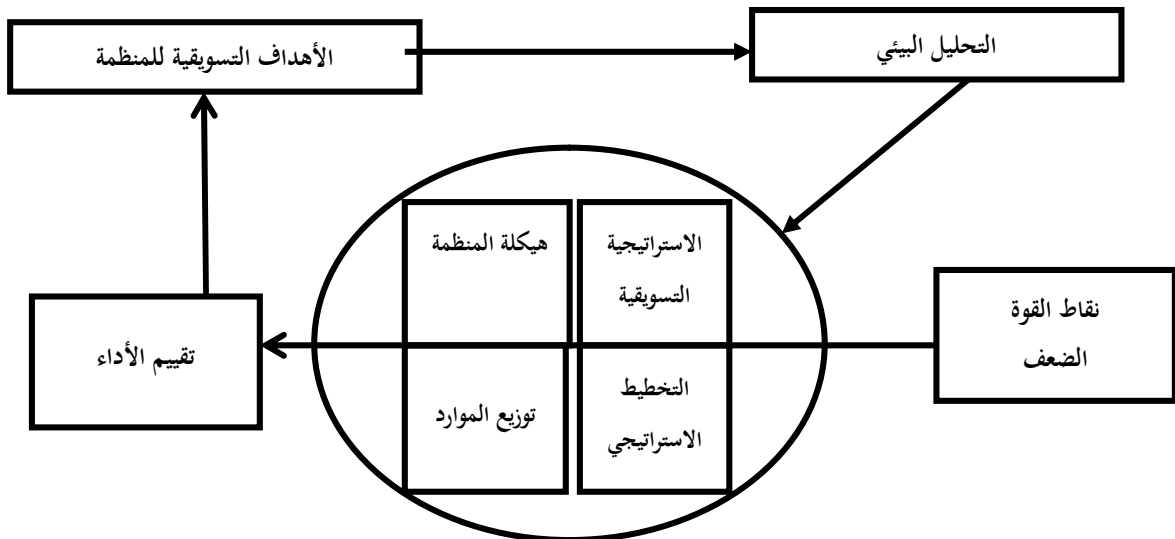 الأهداف التسويقية للمنظمة
التحليل البيئي
الاستراتيجية
التسويقية
هيكلة المنظمة
نقاط القوة
الضعف
تقييم الأداء
التخطيط
الاستراتيجي
توزيع الموارد